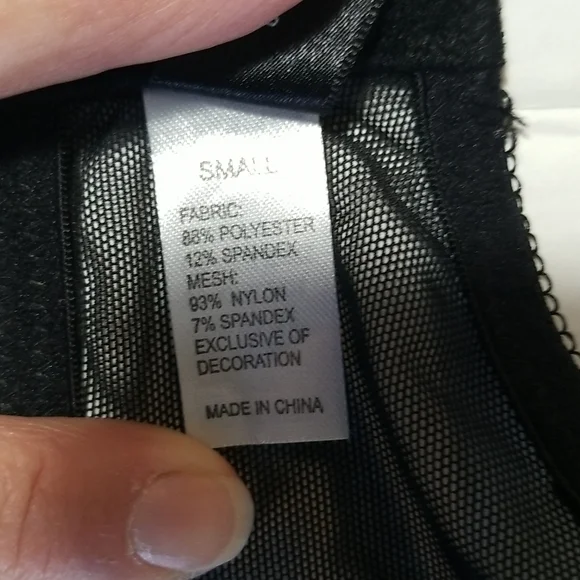 SMALL
FABRIC:
88% POLYESTER
12% SPANDEX
MESH:
93% NYLON
7% SPANDEX
EXCLUSIVE OF
DECORATION
MADE IN CHINA